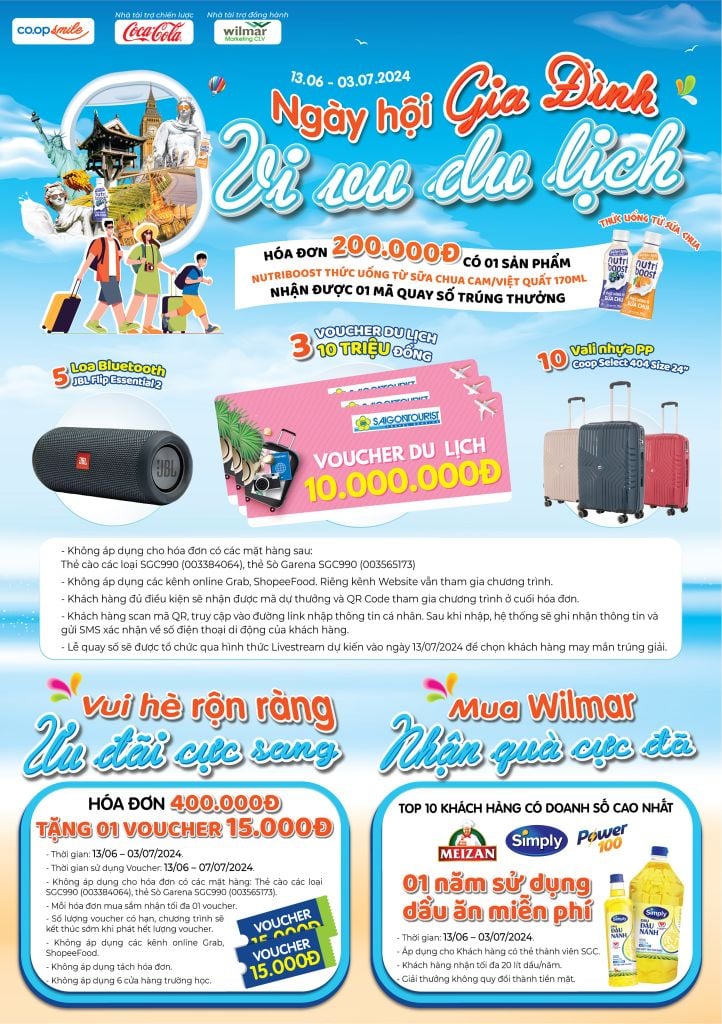 co.op smile
Nhà tài trợ chiến lược
Coca-Cola
Nhà tài trợ đồng hành
wilmar
Marketing CLV
13.06 - 03.07.2024
Ngày hội Gia Đình
Vi vu du lịch
THỨC UỐNG TỪ SỮA CHUA
HÓA ĐƠN 200.000Đ CÓ 01 SẢN PHẨM
NUTRIBOOST THỨC UỐNG TỪ SỮA CHUA CAM/VIỆT QUẤT 170ML
NHẬN ĐƯỢC 01 MÃ QUAY SỐ TRÚNG THƯỞNG
nutri
boost
SỮA CHUA
nutri
boost
SỮA CHUA
5 Loa Bluetooth
JBL Flip Essential 2
3 VOUCHER DU LỊCH
10 TRIỆU ĐỒNG
10 Vali nhựa PP
Coop Select 404 Size 24"
JBL
SAIGONTOURIST
VOUCHER DU LỊCH
10.000.000Đ
- Không áp dụng cho hóa đơn có các mặt hàng sau:
Thẻ cào các loại SGC990 (003384064), thẻ Sò Garena SGC990 (003565173)
- Không áp dụng các kênh online Grab, ShopeeFood. Riêng kênh Website vẫn tham gia chương trình.
- Khách hàng đủ điều kiện sẽ nhận được mã dự thưởng và QR Code tham gia chương trình ở cuối hóa đơn.
- Khách hàng scan mã QR, truy cập vào đường link nhập thông tin cá nhân. Sau khi nhập, hệ thống sẽ ghi nhận thông tin và
gửi SMS xác nhận về số điện thoại di động của khách hàng.
- Lễ quay số sẽ được tổ chức qua hình thức Livestream dự kiến vào ngày 13/07/2024 để chọn khách hàng may mắn trúng giải.
Vui hè rộn ràng
Ưu đãi cực sang
HÓA ĐƠN 400.000Đ
TẶNG 01 VOUCHER 15.000Đ
- Thời gian: 13/06 – 03/07/2024.
- Thời gian sử dụng Voucher: 13/06 – 07/07/2024.
- Không áp dụng cho hóa đơn có các mặt hàng: Thẻ cào các loại
SGC990 (003384064), thẻ Sò Garena SGC990 (003565173).
- Mỗi hóa đơn mua sắm nhận tối đa 01 voucher.
- Số lượng voucher có hạn, chương trình sẽ
kết thúc sớm khi phát hết lượng voucher.
- Không áp dụng các kênh online Grab,
ShopeeFood.
- Không áp dụng tách hóa đơn.
- Không áp dụng 6 cửa hàng trường học.
VOUCHER
15.000Đ
VOUCHER
15.000Đ
Mua Wilmar
Nhận quà cực đã
TOP 10 KHÁCH HÀNG CÓ DOANH SỐ CAO NHẤT
MEIZAN
Simply
Power
100
01 năm sử dụng
dầu ăn miễn phí
- Thời gian: 13/06 – 03/07/2024.
- Áp dụng cho Khách hàng có thẻ thành viên SGC.
- Khách hàng nhận tối đa 20 lít dầu/năm.
- Giải thưởng không quy đổi thành tiền mặt.
Simply
DẦU
ĐẬU NÀNH
Simply
DẦU
ĐẬU NÀNH